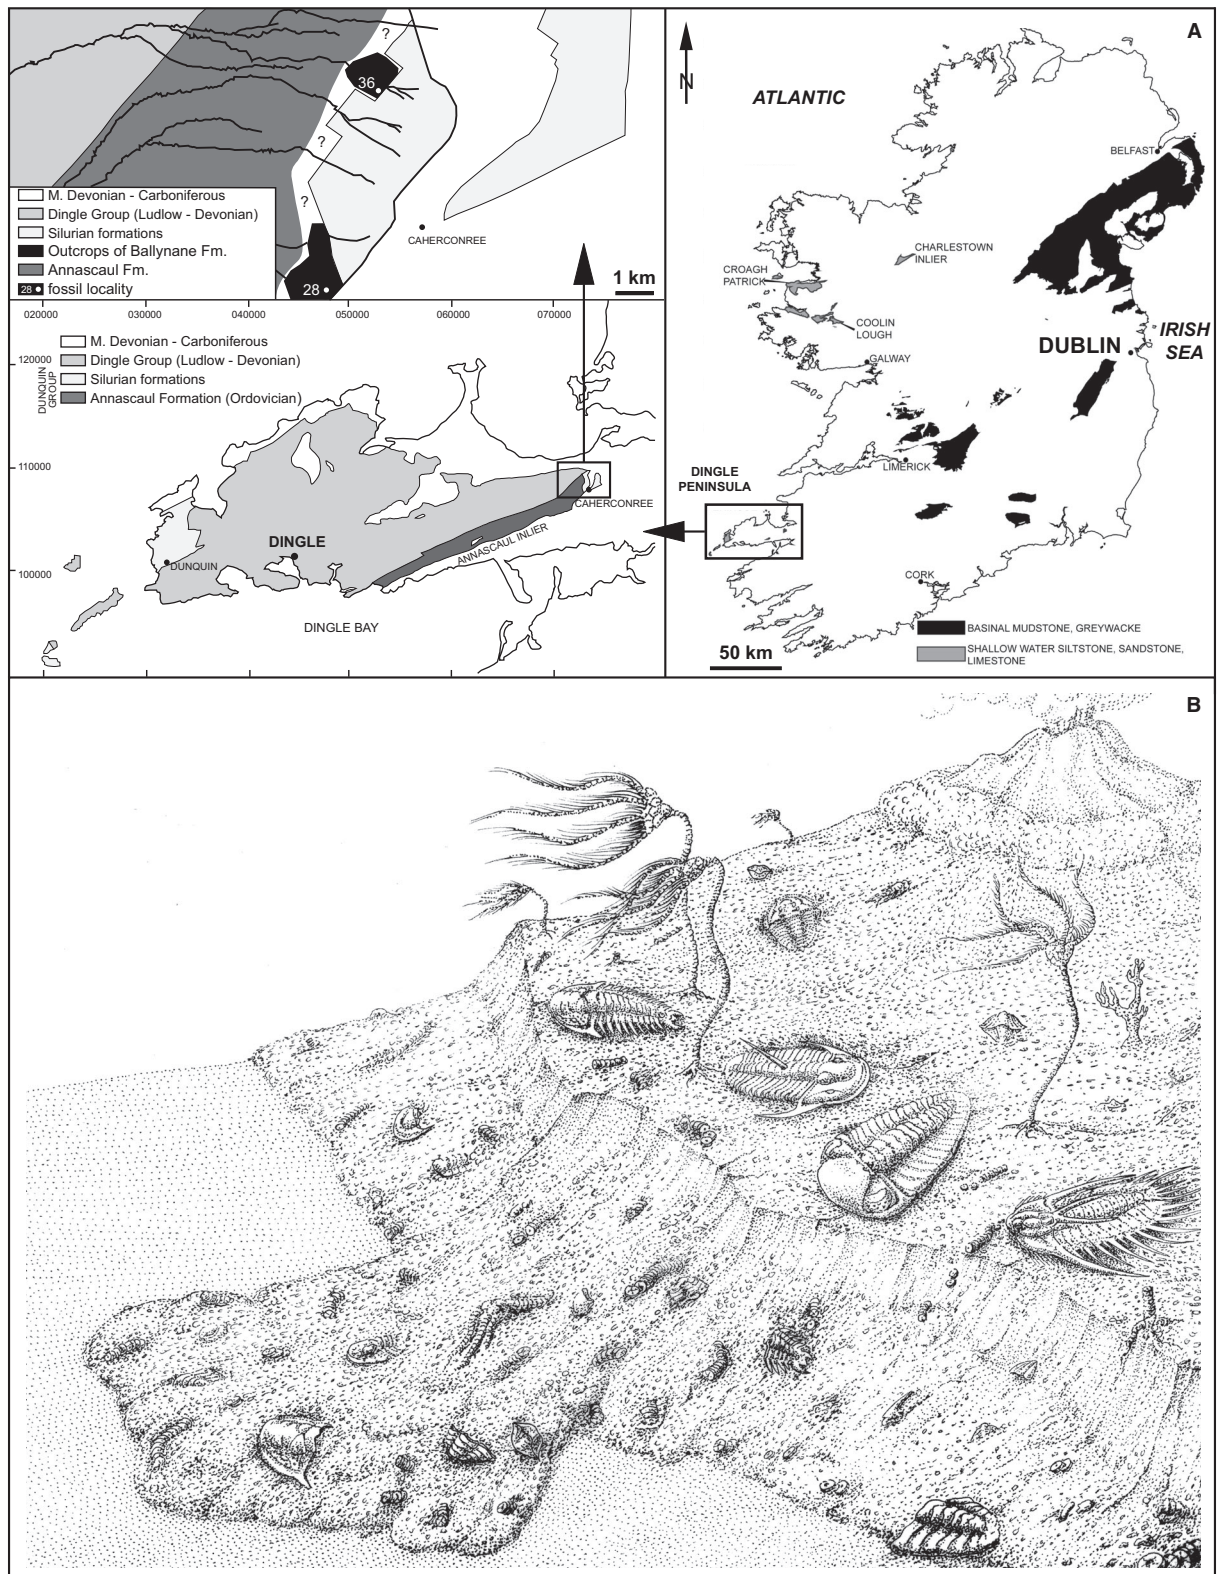 ?
36
?
?
M. Devonian - Carboniferous
Dingle Group (Ludlow - Devonian)
Silurian formations
Outcrops of Ballynane Fm.
Annascaul Fm.
28 fossil locality
28
CAHERCONREE
1 km
020000 030000 040000 050000 060000 070000
120000
110000
100000
DUNQUIN
GROUP
M. Devonian - Carboniferous
Dingle Group (Ludlow - Devonian)
Silurian formations
Annascaul Formation (Ordovician)
CAHERCONREE
ANNASCAUL INLIER
DINGLE
DUNQUIN
DINGLE BAY
A
N
ATLANTIC
BELFAST
CHARLESTOWN
INLIER
CROAGH
PATRICK
COOLIN
LOUGH
GALWAY
DUBLIN
IRISH
SEA
LIMERICK
DINGLE
PENINSULA
CORK
50 km
BASINAL MUDSTONE, GREYWACKE
SHALLOW WATER SILTSTONE, SANDSTONE,
LIMESTONE
B